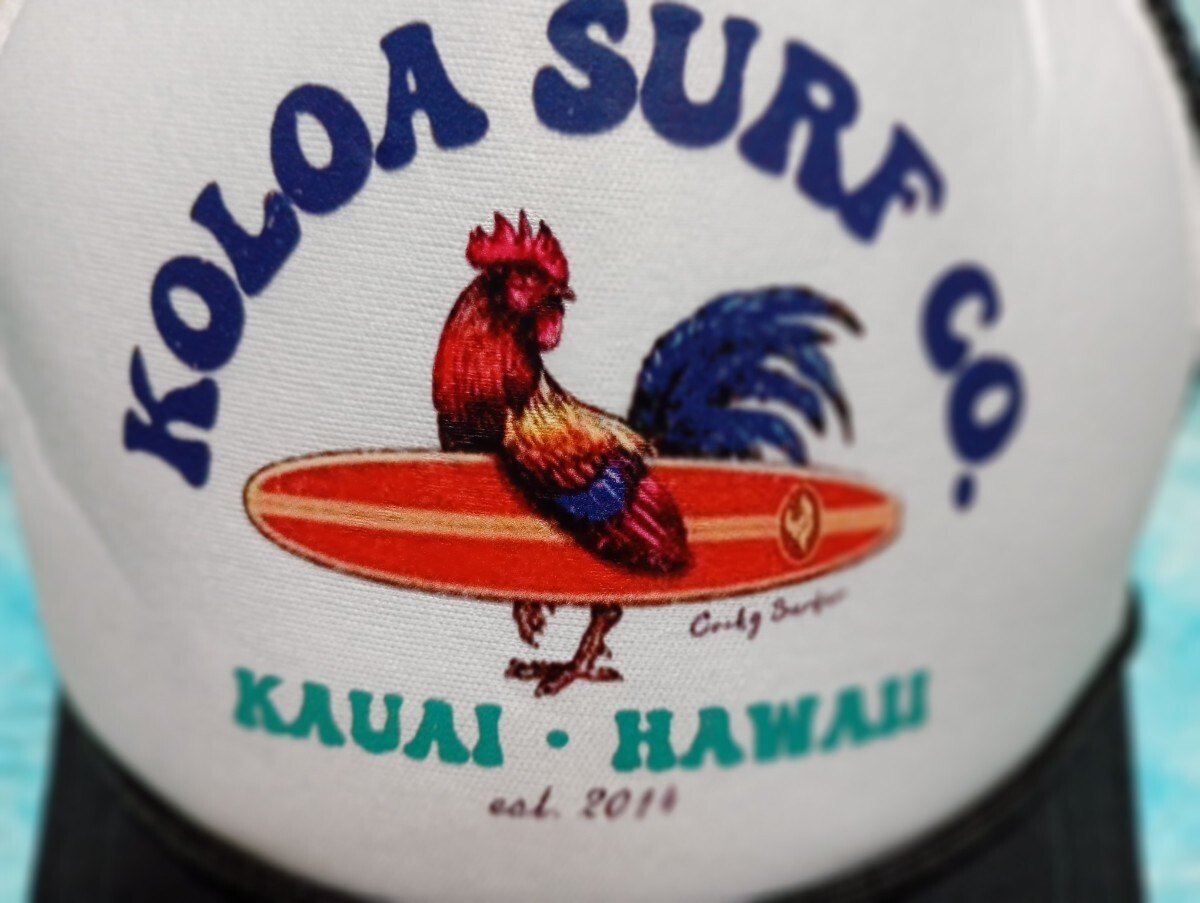 KOLOA SURF CO.
Cocky Surfer
KAUAI · HAWAII
est. 2014